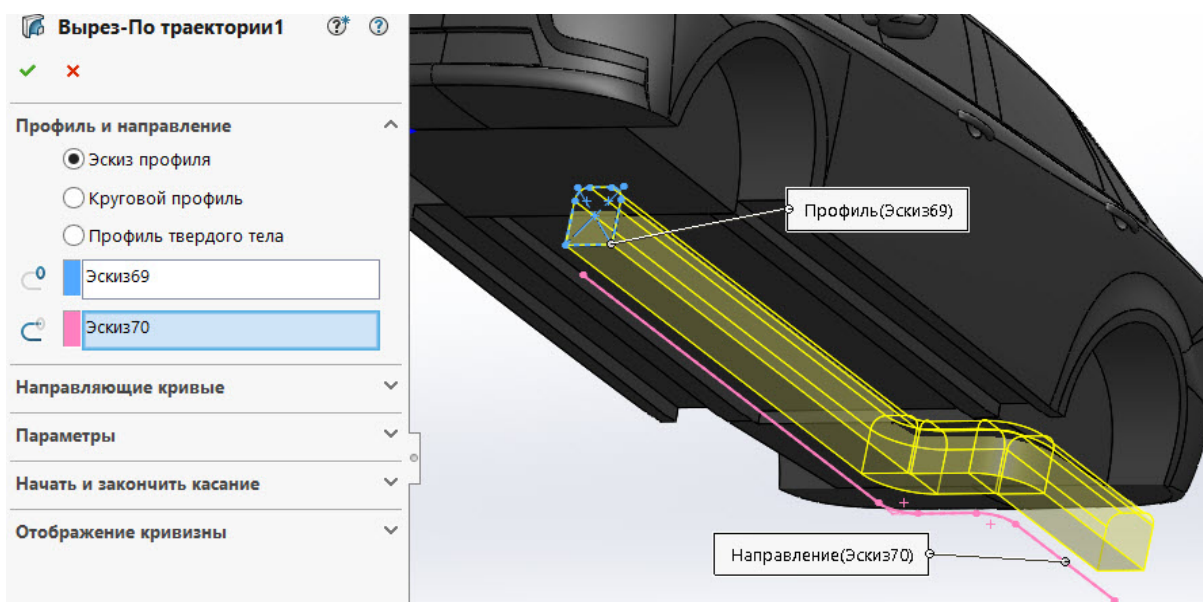 Вырез-По траектории1
Профиль и направление
Эскиз профиля
Круговой профиль
Профиль твердого тела
Эскиз69
Эскиз70
Направляющие кривые
Параметры
Начать и закончить касание
Отображение кривизны
Профиль(Эскиз69)
Направление(Эскиз70)